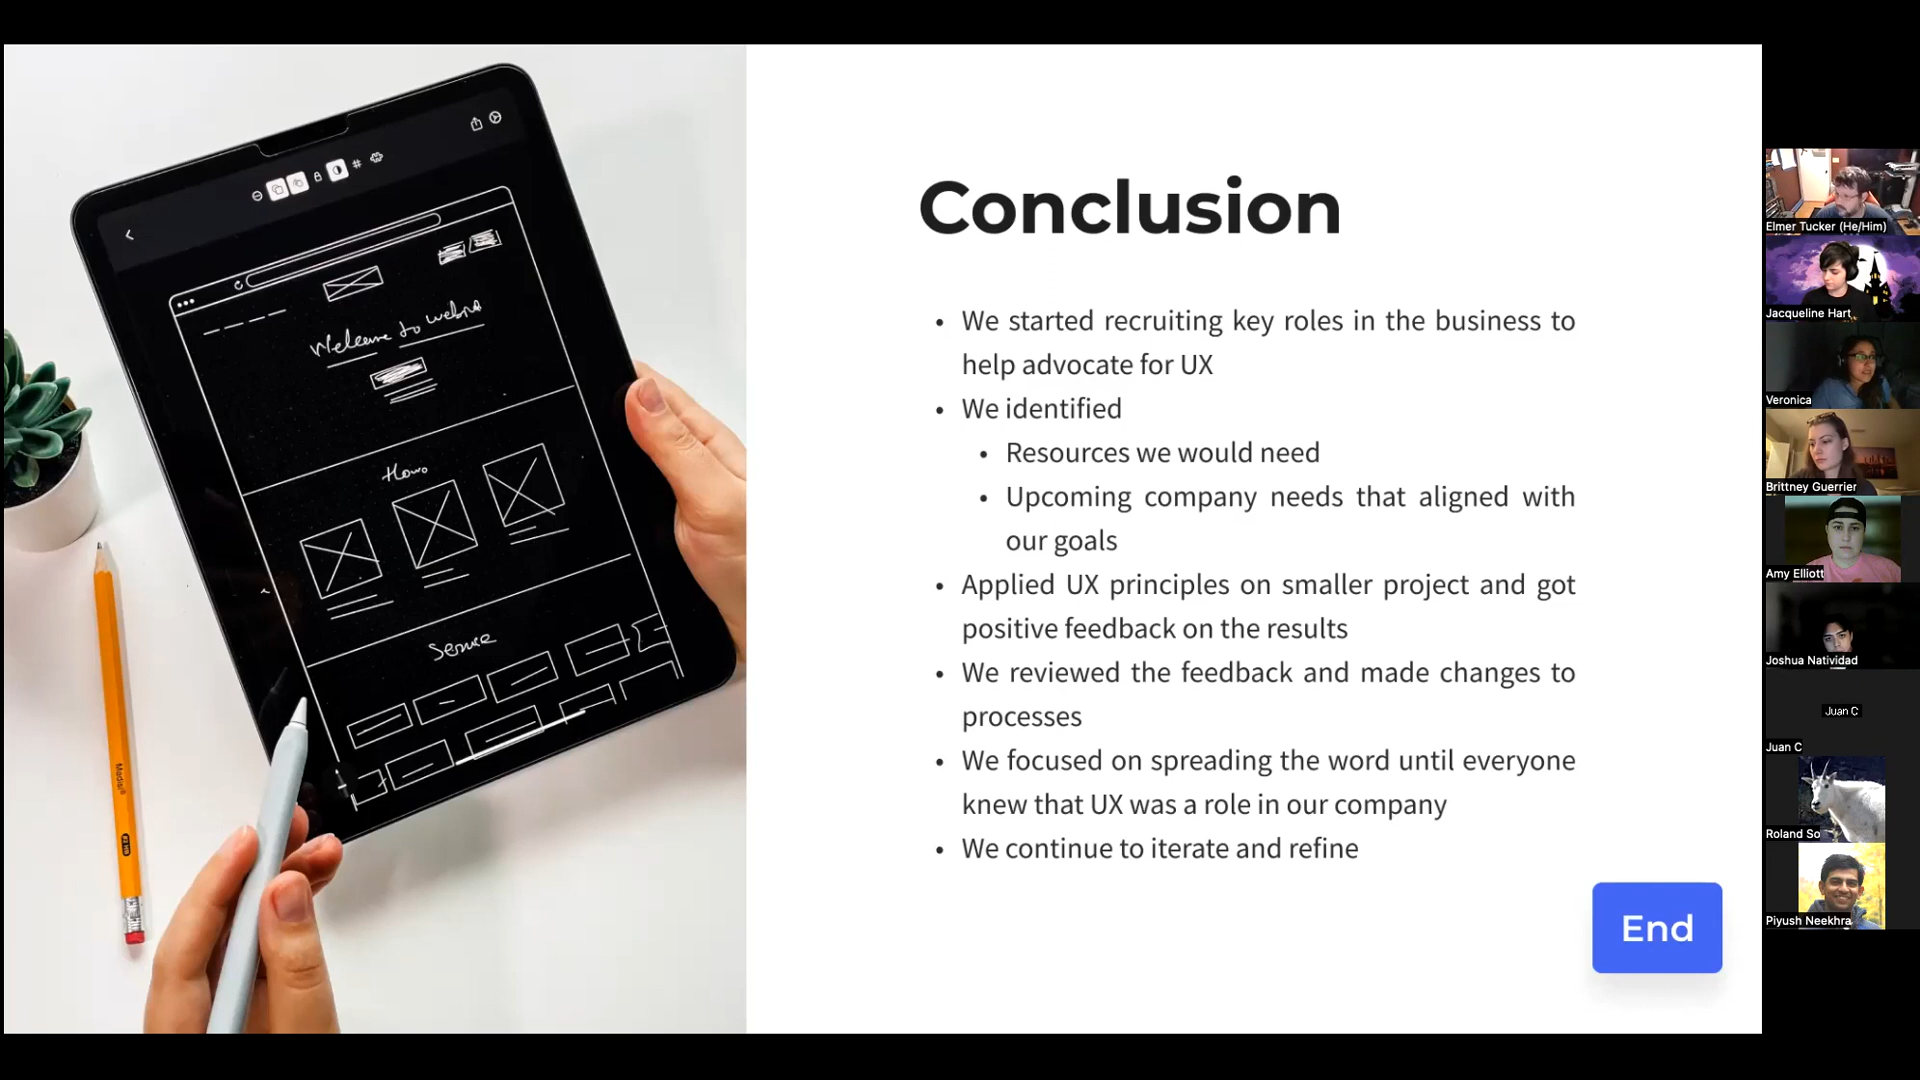 Welcome to
Home
Service
Conclusion
• We started recruiting key roles in the business to
help advocate for UX
• We identified
• Resources we would need
• Upcoming company needs that aligned with
our goals
• Applied UX principles on smaller project and got
positive feedback on the results
• We reviewed the feedback and made changes to
processes
• We focused on spreading the word until everyone
knew that UX was a role in our company
• We continue to iterate and refine
End
Elmer Tucker (He/Him)
Jacqueline Hart
Veronica
Brittney Guerrier
Amy Elliott
Joshua Natividad
Juan C
Juan C
Roland So
Piyush Neekhra